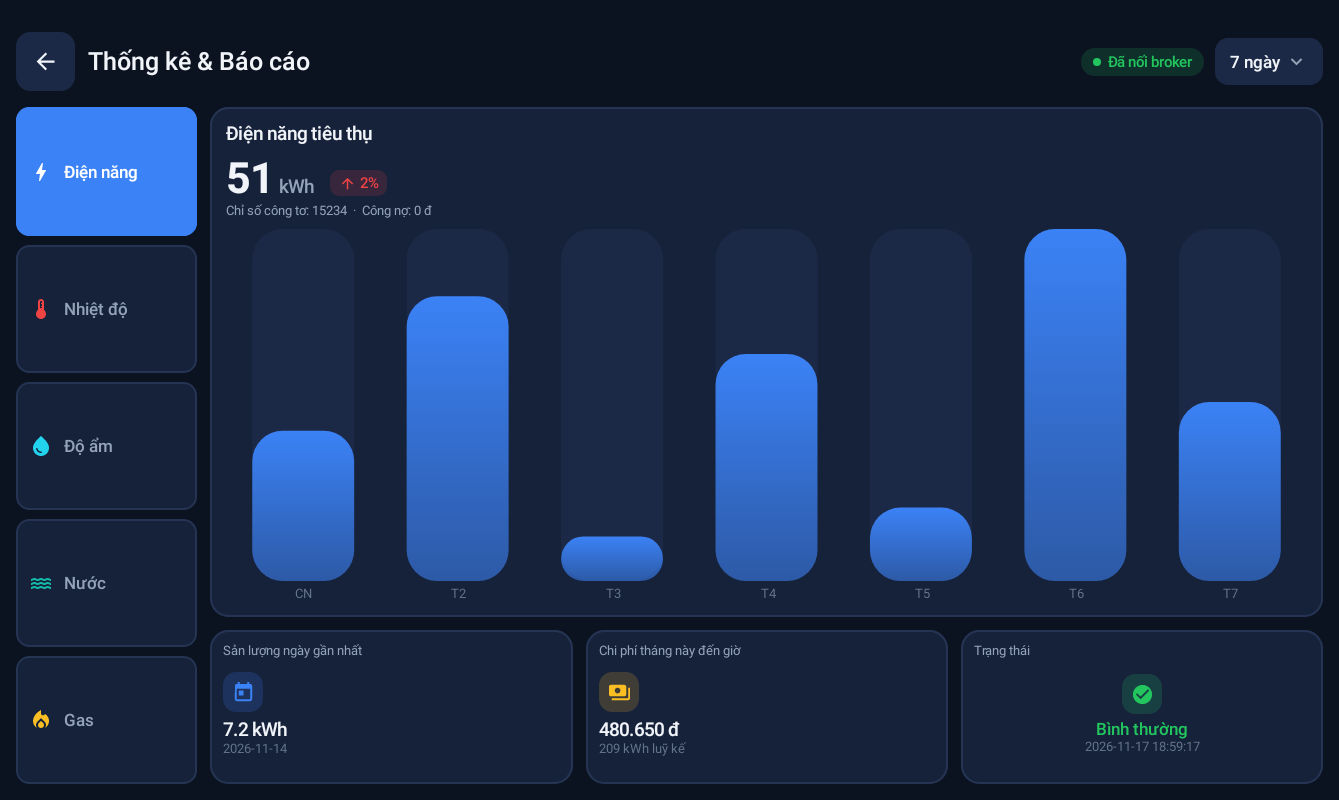 Thống kê & Báo cáo
Đã nối broker
7 ngày
Điện năng
Nhiệt độ
Độ ẩm
Nước
Gas
Điện năng tiêu thụ
51 kWh
2%
Chỉ số công tơ: 15234 · Công nợ: 0 đ
CN T2 T3 T4 T5 T6 T7
Sản lượng ngày gần nhất
7.2 kWh
2026-11-14
Chi phí tháng này đến giờ
480.650 đ
209 kWh luỹ kế
Trạng thái
Bình thường
2026-11-17 18:59:17